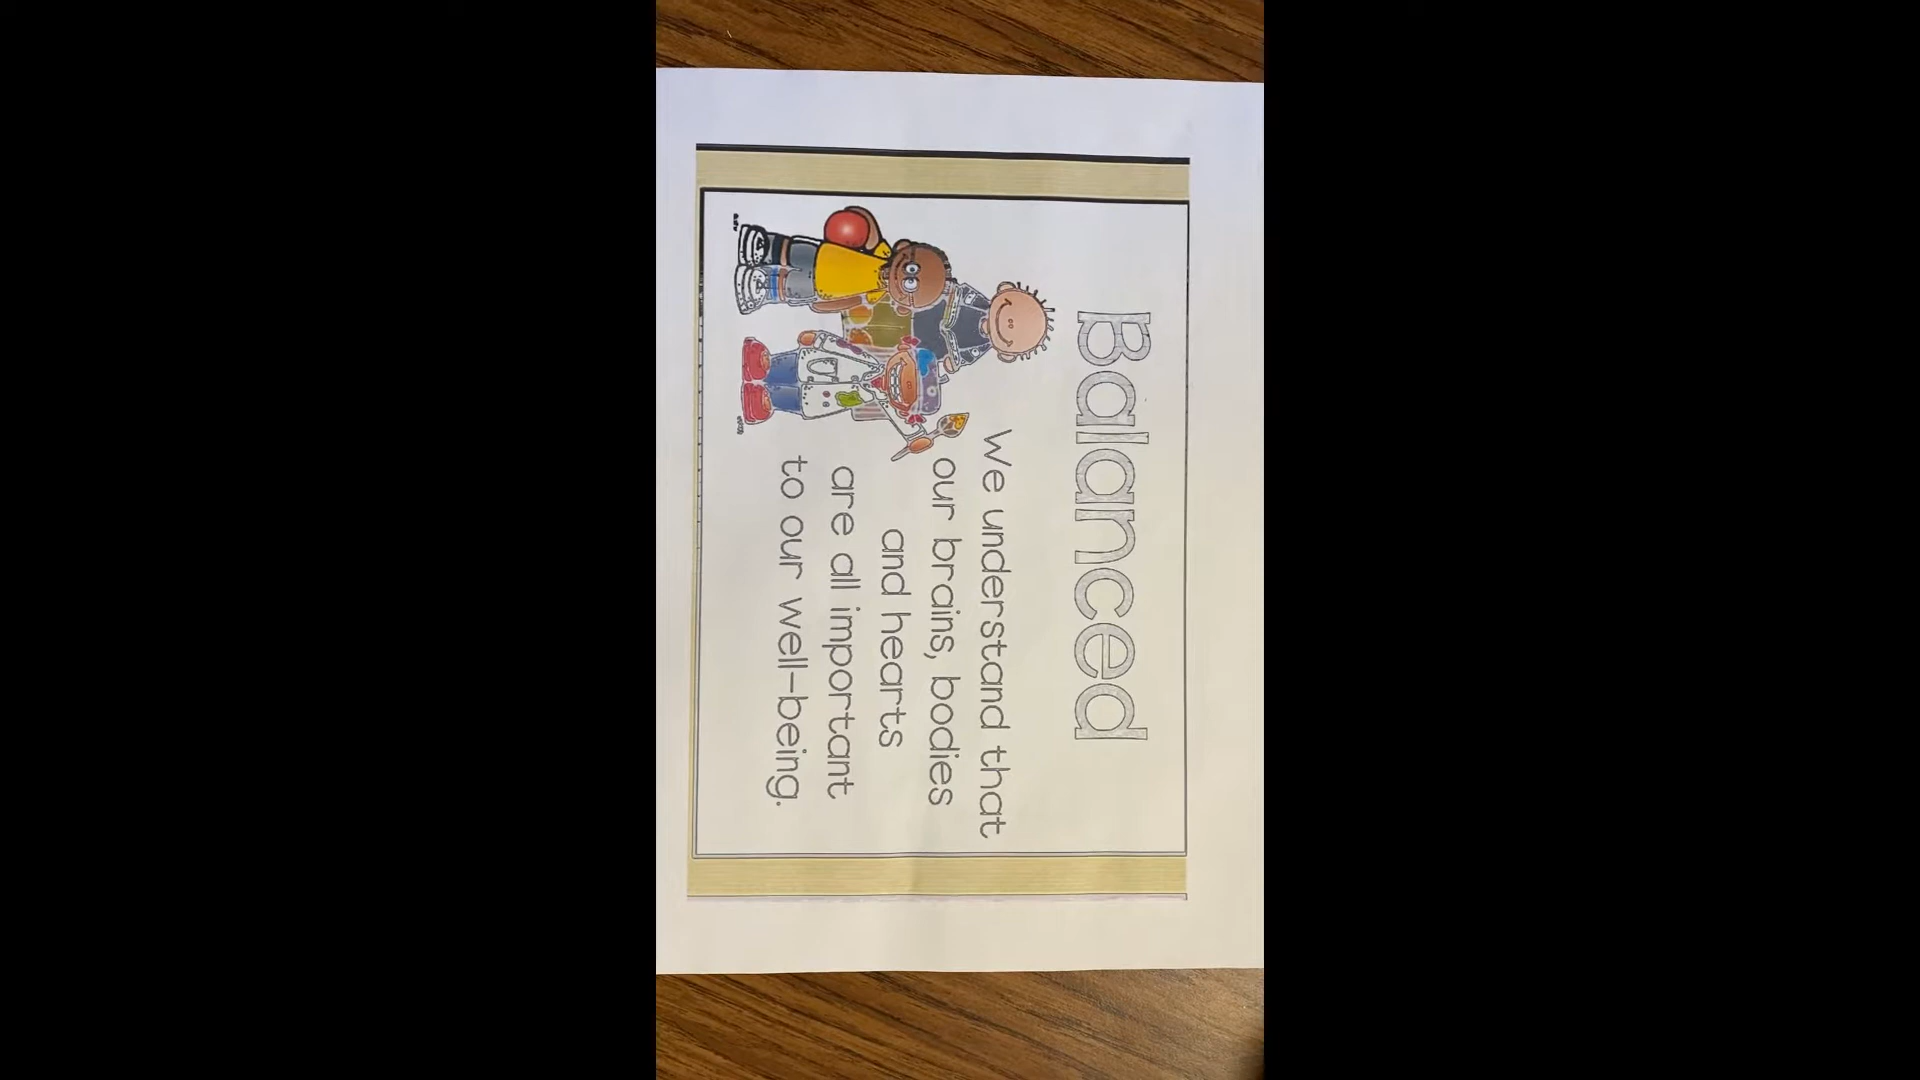 Balanced
We understand that
our brains, bodies
and hearts
are all important
to our well-being.